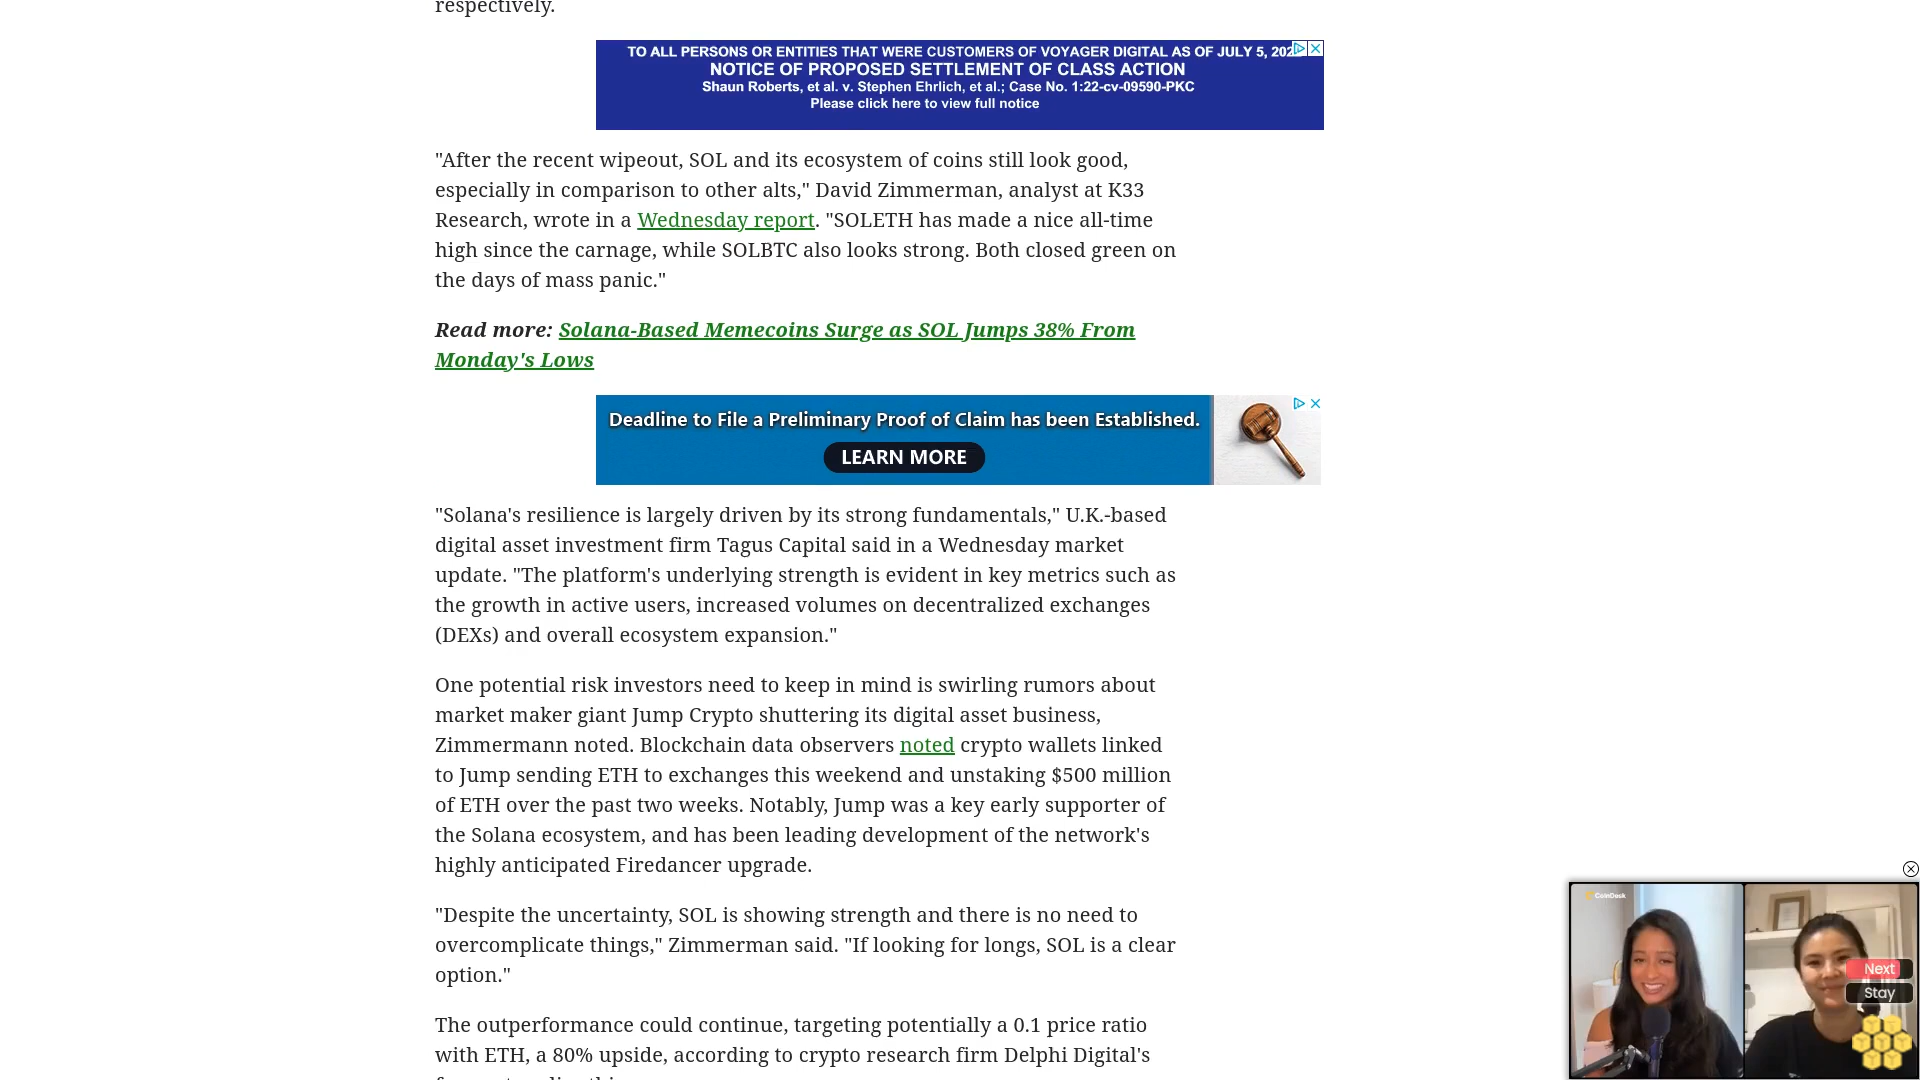 respectively.
TO ALL PERSONS OR ENTITIES THAT WERE CUSTOMERS OF VOYAGER DIGITAL AS OF JULY 5,
NOTICE OF PROPOSED SETTLEMENT OF CLASS ACTION
Shaun Roberts, et al. v. Stephen Ehrlich, et al.; Case No. 1:22-cv-09590-PKC
Please click here to view full notice
"After the recent wipeout, SOL and its ecosystem of coins still look good,
especially in comparison to other alts," David Zimmerman, analyst at K33
Research, wrote in a Wednesday report. "SOLETH has made a nice all-time
high since the carnage, while SOLBTC also looks strong. Both closed green on
the days of mass panic."
Read more: Solana-Based Memecoins Surge as SOL Jumps 38% From
Monday's Lows
Deadline to File a Preliminary Proof of Claim has been Established.
LEARN MORE
"Solana's resilience is largely driven by its strong fundamentals," U.K.-based
digital asset investment firm Tagus Capital said in a Wednesday market
update. "The platform's underlying strength is evident in key metrics such as
the growth in active users, increased volumes on decentralized exchanges
(DEXs) and overall ecosystem expansion."
One potential risk investors need to keep in mind is swirling rumors about
market maker giant Jump Crypto shuttering its digital asset business,
Zimmermann noted. Blockchain data observers noted crypto wallets linked
to Jump sending ETH to exchanges this weekend and unstaking $500 million
of ETH over the past two weeks. Notably, Jump was a key early supporter of
the Solana ecosystem, and has been leading development of the network's
highly anticipated Firedancer upgrade.
"Despite the uncertainty, SOL is showing strength and there is no need to
overcomplicate things," Zimmerman said. "If looking for longs, SOL is a clear
option."
The outperformance could continue, targeting potentially a 0.1 price ratio
with ETH, a 80% upside, according to crypto research firm Delphi Digital's
CoinDesk
Next
Stay